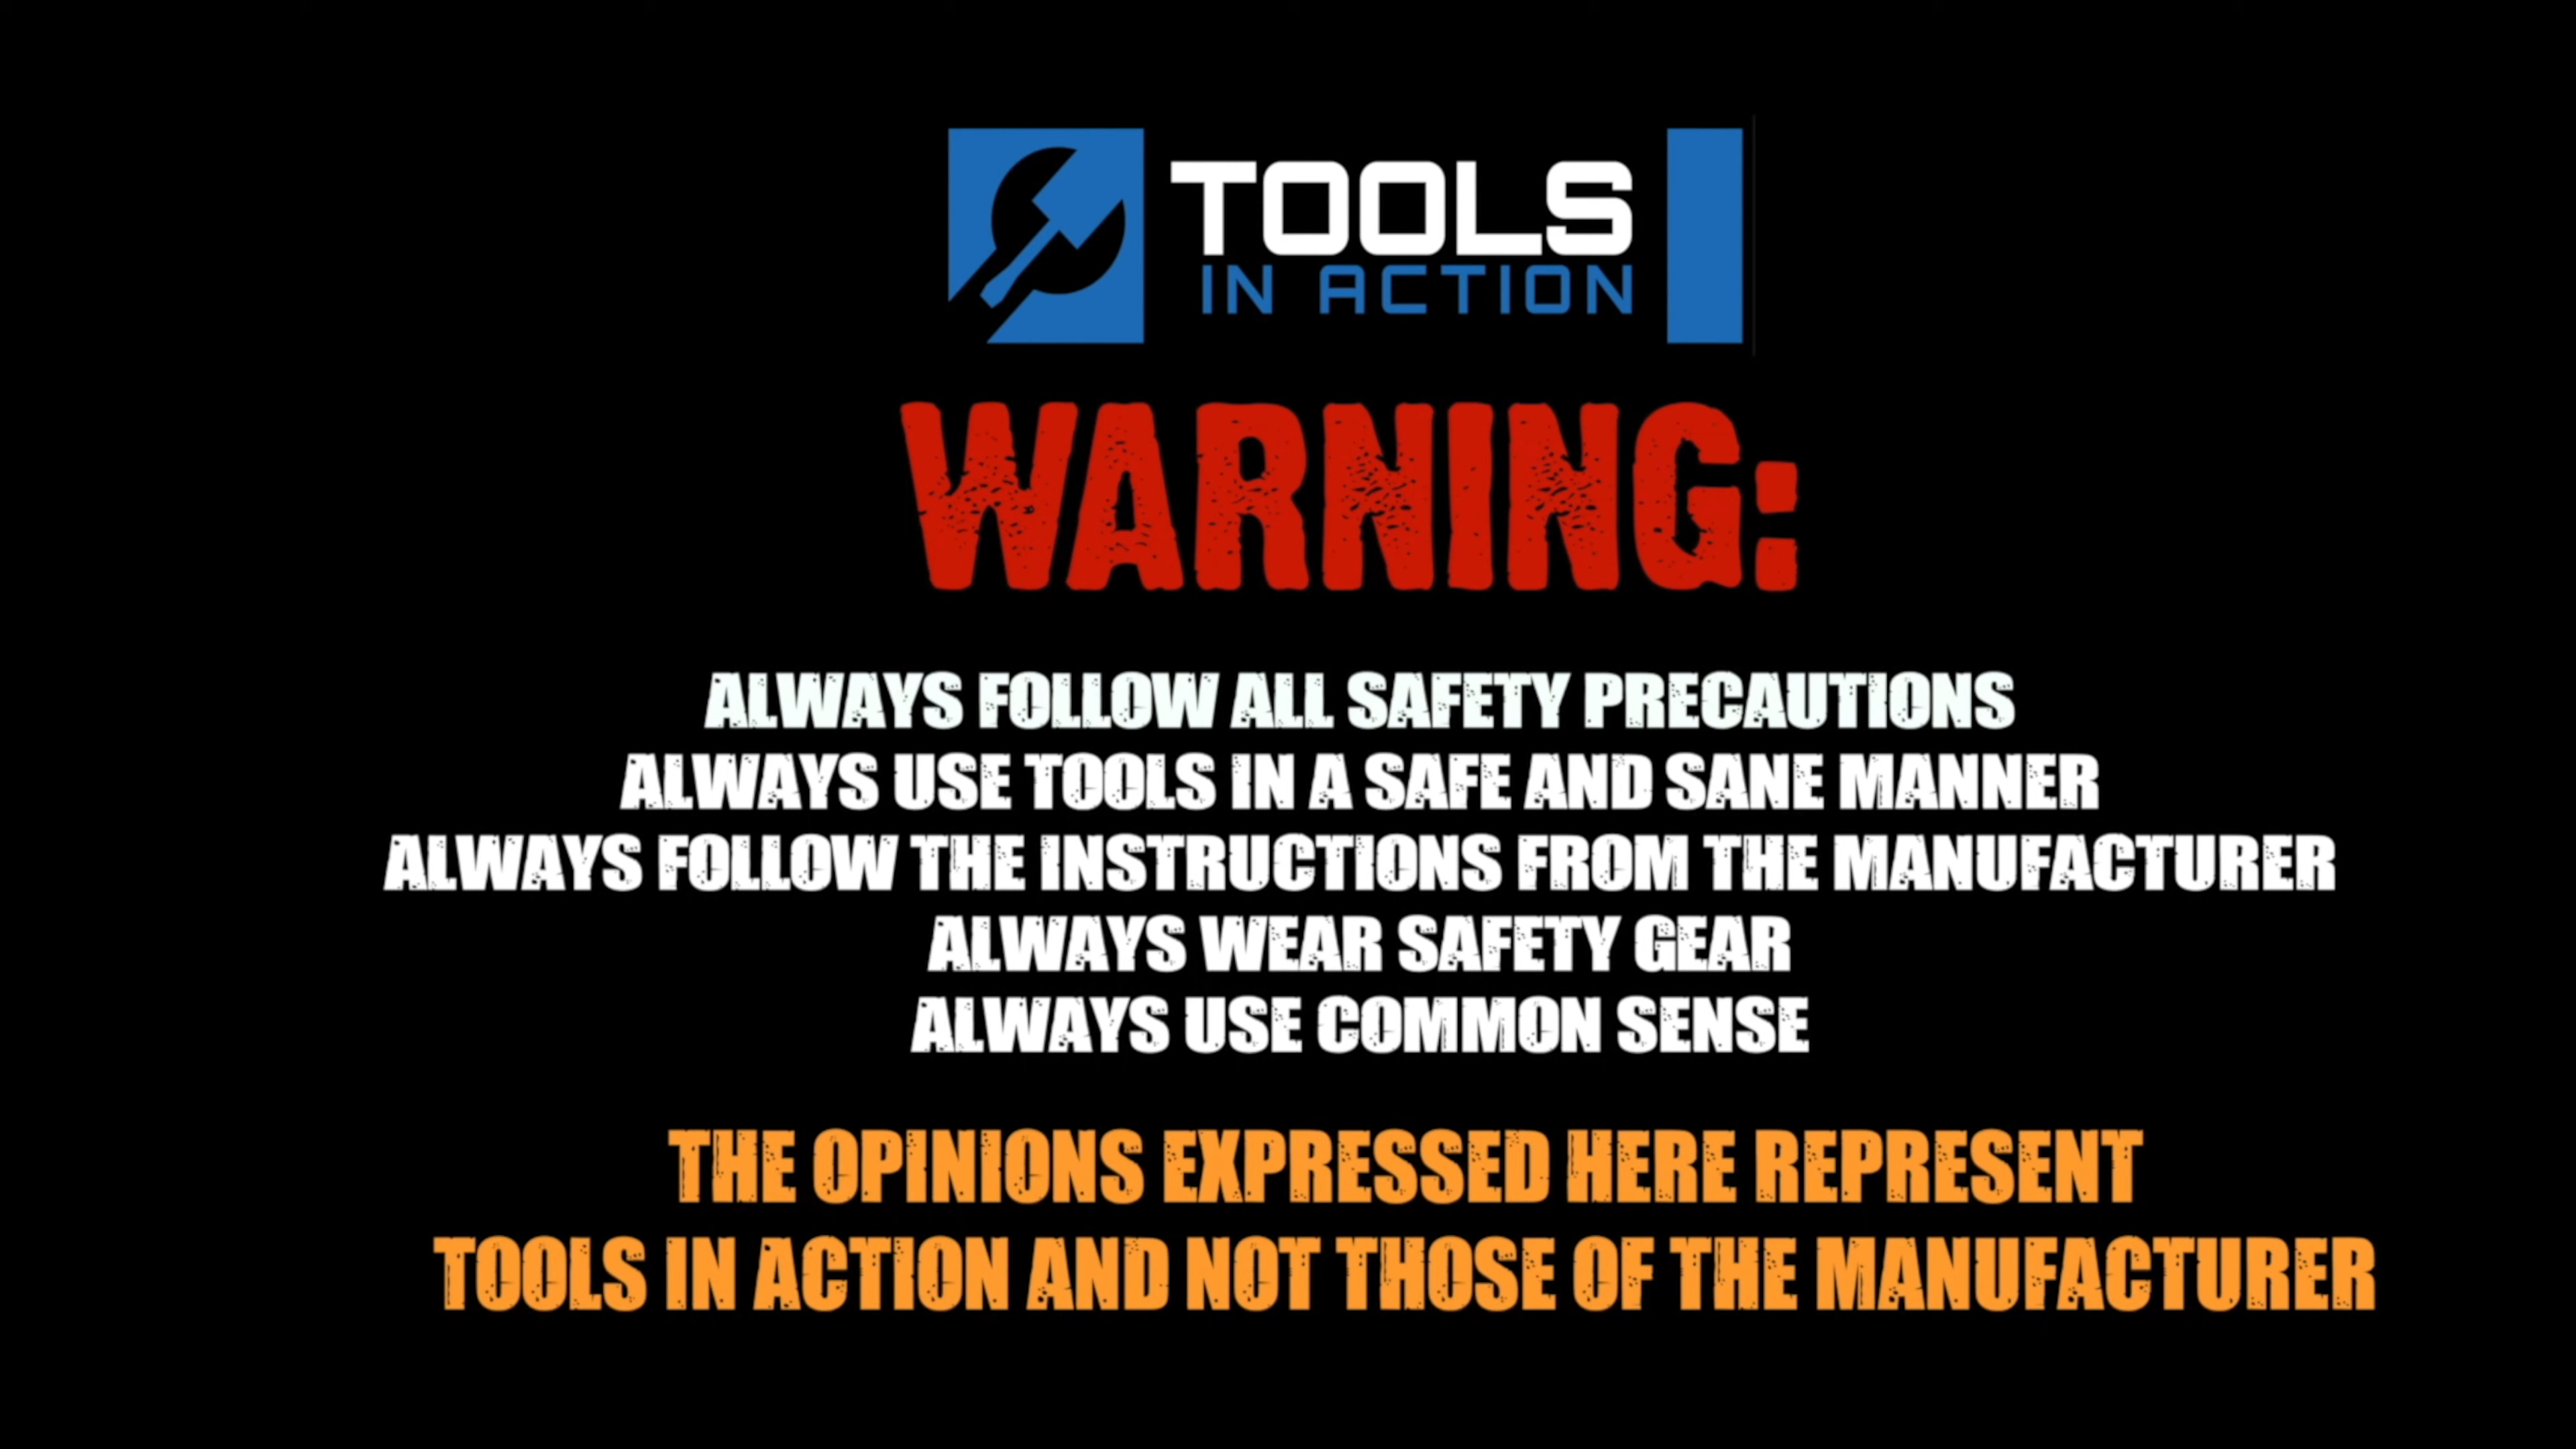 TOOLS
IN ACTION
WARNING:
ALWAYS FOLLOW ALL SAFETY PRECAUTIONS
ALWAYS USE TOOLS IN A SAFE AND SANE MANNER
ALWAYS FOLLOW THE INSTRUCTIONS FROM THE MANUFACTURER
ALWAYS WEAR SAFETY GEAR
ALWAYS USE COMMON SENSE
THE OPINIONS EXPRESSED HERE REPRESENT
TOOLS IN ACTION AND NOT THOSE OF THE MANUFACTURER